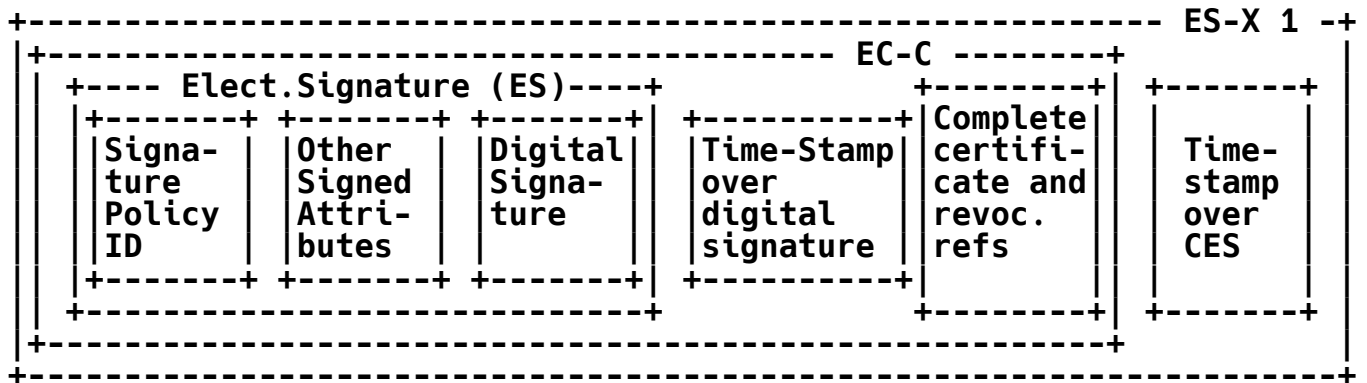 ES-X 1
EC-C
Elect.Signature (ES)
Complete
Signa- Other Digital Time-Stamp certifi- Time-
ture Signed Signa- over cate and stamp
Policy Attri- ture digital revoc. over
ID butes signature refs CES